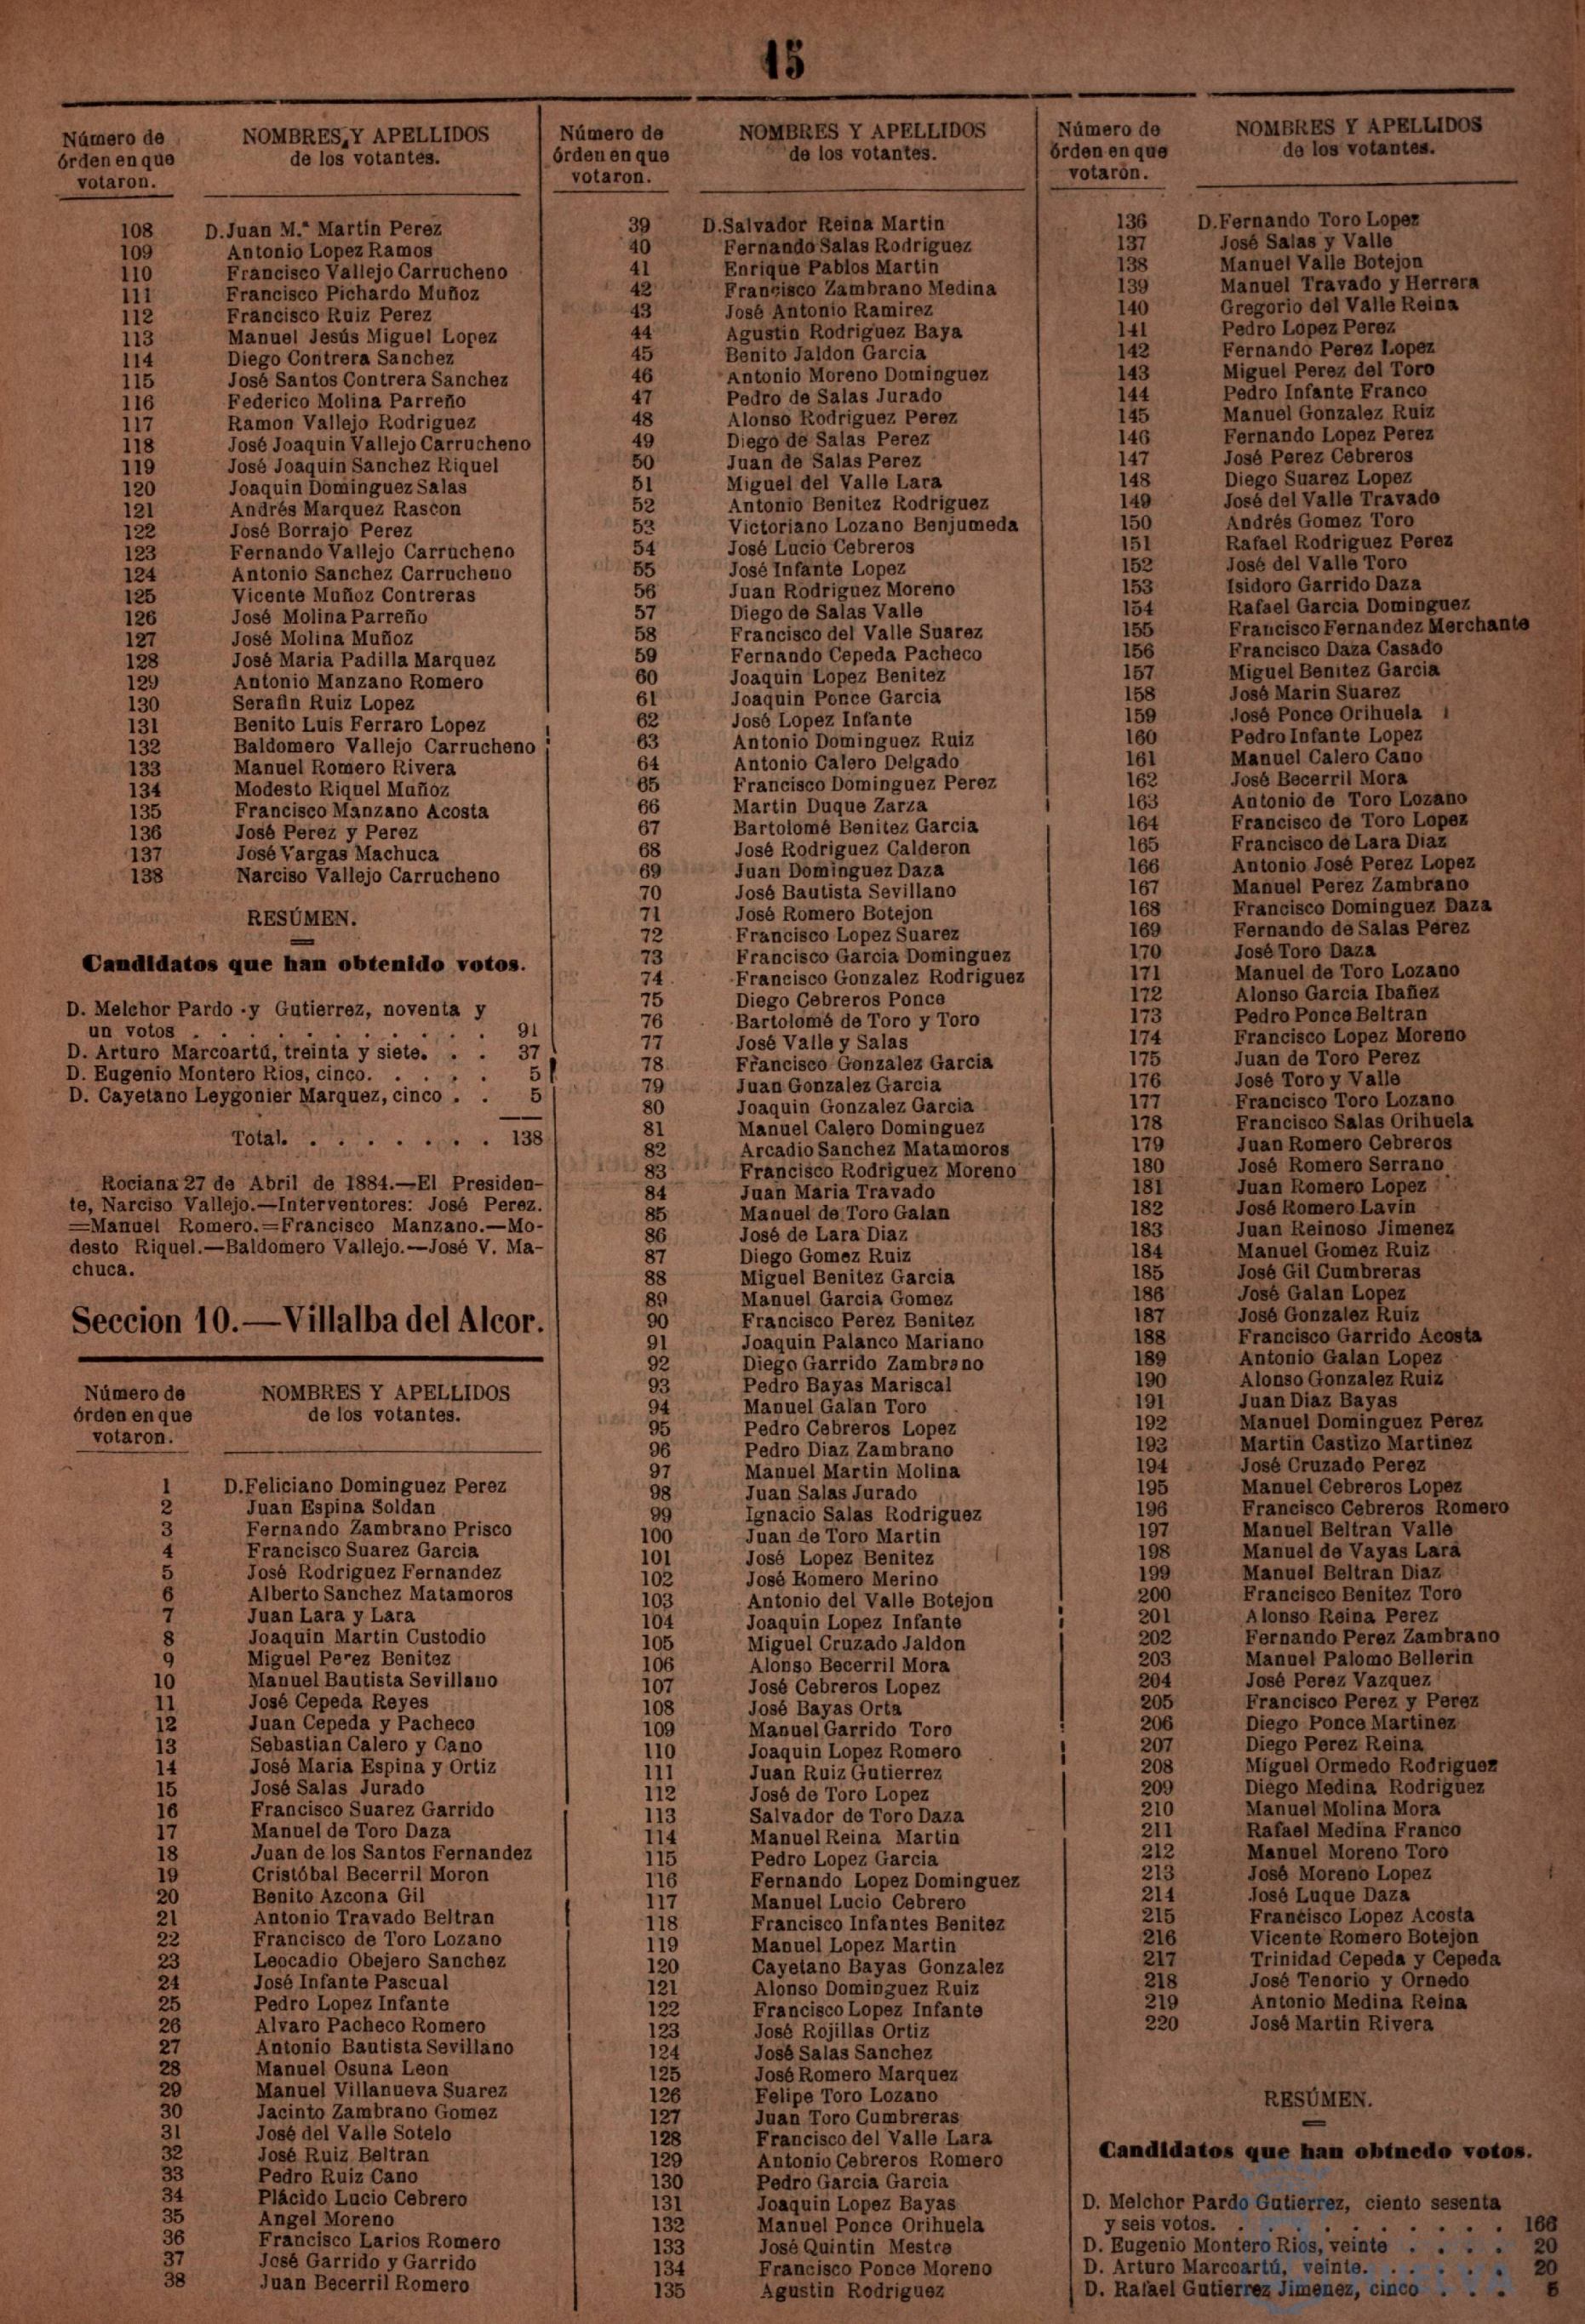 15
Número de
órden en que
votaron.
NOMBRES Y APELLIDOS
de los votantes.
108 D. Juan M.ª Martin Perez
109 Antonio Lopez Ramos
110 Francisco Vallejo Carrucheno
111 Francisco Pichardo Muñoz
112 Francisco Ruiz Perez
113 Manuel Jesús Miguel Lopez
114 Diego Contrera Sanchez
115 José Santos Contrera Sanchez
116 Federico Molina Parreño
117 Ramon Vallejo Rodriguez
118 José Joaquin Vallejo Carrucheno
119 José Joaquin Sanchez Riquel
120 Joaquin Dominguez Salas
121 Andrés Marquez Rascon
122 José Borrajo Perez
123 Fernando Vallejo Carrucheno
124 Antonio Sanchez Carrucheno
125 Vicente Muñoz Contreras
126 José Molina Parreño
127 José Molina Muñoz
128 José Maria Padilla Marquez
129 Antonio Manzano Romero
130 Serafin Ruiz Lopez
131 Benito Luis Ferraro Lopez
132 Baldomero Vallejo Carrucheno
133 Manuel Romero Rivera
134 Modesto Riquel Muñoz
135 Francisco Manzano Acosta
136 José Perez y Perez
137 José Vargas Machuca
138 Narciso Vallejo Carrucheno
RESÚMEN.
Candidatos que han obtenido votos.
D. Melchor Pardo y Gutierrez, noventa y
un votos . . . . . . . . . . . 91
D. Arturo Marcoartú, treinta y siete. . . 37
D. Eugenio Montero Rios, cinco. . . . . 5
D. Cayetano Leygonier Marquez, cinco . . 5
Total. . . . . . . . 138
Rociana 27 de Abril de 1884.—El Presiden-
te, Narciso Vallejo.—Interventores: José Perez.
=Manuel Romero.=Francisco Manzano.—Mo-
desto Riquel.—Baldomero Vallejo.—José V. Ma-
chuca.
Seccion 10.—Villalba del Alcor.
Número de
órden en que
votaron.
NOMBRES Y APELLIDOS
de los votantes.
1 D. Feliciano Dominguez Perez
2 Juan Espina Soldan
3 Fernando Zambrano Prisco
4 Francisco Suarez Garcia
5 José Rodriguez Fernandez
6 Alberto Sanchez Matamoros
7 Juan Lara y Lara
8 Joaquin Martin Custodio
9 Miguel Perez Benitez
10 Manuel Bautista Sevillano
11 José Cepeda Reyes
12 Juan Cepeda y Pacheco
13 Sebastian Calero y Cano
14 José Maria Espina y Ortiz
15 José Salas Jurado
16 Francisco Suarez Garrido
17 Manuel de Toro Daza
18 Juan de los Santos Fernandez
19 Cristóbal Becerril Moron
20 Benito Azcona Gil
21 Antonio Travado Beltran
22 Francisco de Toro Lozano
23 Leocadio Obejero Sanchez
24 José Infante Pascual
25 Pedro Lopez Infante
26 Alvaro Pacheco Romero
27 Antonio Bautista Sevillano
28 Manuel Osuna Leon
29 Manuel Villanueva Suarez
30 Jacinto Zambrano Gomez
31 José del Valle Sotelo
32 José Ruiz Beltran
33 Pedro Ruiz Cano
34 Plácido Lucio Cebrero
35 Angel Moreno
36 Francisco Larios Romero
37 José Garrido y Garrido
38 Juan Becerril Romero
Número de
órden en que
votaron.
NOMBRES Y APELLIDOS
de los votantes.
39 D. Salvador Reina Martin
40 Fernando Salas Rodriguez
41 Enrique Pablos Martin
42 Francisco Zambrano Medina
43 José Antonio Ramirez
44 Agustin Rodriguez Baya
45 Benito Jaldon Garcia
46 Antonio Moreno Dominguez
47 Pedro de Salas Jurado
48 Alonso Rodriguez Perez
49 Diego de Salas Perez
50 Juan de Salas Perez
51 Miguel del Valle Lara
52 Antonio Benitez Rodriguez
53 Victoriano Lozano Benjumeda
54 José Lucio Cebreros
55 José Infante Lopez
56 Juan Rodriguez Moreno
57 Diego de Salas Valle
58 Francisco del Valle Suarez
59 Fernando Cepeda Pacheco
60 Joaquin Lopez Benitez
61 Joaquin Ponce Garcia
62 José Lopez Infante
63 Antonio Dominguez Ruiz
64 Antonio Calero Delgado
65 Francisco Dominguez Perez
66 Martin Duque Zarza
67 Bartolomé Benitez Garcia
68 José Rodriguez Calderon
69 Juan Dominguez Daza
70 José Bautista Sevillano
71 José Romero Botejon
72 Francisco Lopez Suarez
73 Francisco Garcia Dominguez
74 Francisco Gonzalez Rodriguez
75 Diego Cebreros Ponce
76 Bartolomé de Toro y Toro
77 José Valle y Salas
78 Francisco Gonzalez Garcia
79 Juan Gonzalez Garcia
80 Joaquin Gonzalez Garcia
81 Manuel Calero Dominguez
82 Arcadio Sanchez Matamoros
83 Francisco Rodriguez Moreno
84 Juan Maria Travado
85 Manuel de Toro Galan
86 José de Lara Diaz
87 Diego Gomez Ruiz
88 Miguel Benitez Garcia
89 Manuel Garcia Gomez
90 Francisco Perez Benitez
91 Joaquin Palanco Mariano
92 Diego Garrido Zambrano
93 Pedro Bayas Mariscal
94 Manuel Galan Toro
95 Pedro Cebreros Lopez
96 Pedro Diaz Zambrano
97 Manuel Martin Molina
98 Juan Salas Jurado
99 Ignacio Salas Rodriguez
100 Juan de Toro Martin
101 José Lopez Benitez
102 José Romero Merino
103 Antonio del Valle Botejon
104 Joaquin Lopez Infante
105 Miguel Cruzado Jaldon
106 Alonso Becerril Mora
107 José Cebreros Lopez
108 José Bayas Orta
109 Manuel Garrido Toro
110 Joaquin Lopez Romero
111 Juan Ruiz Gutierrez
112 José de Toro Lopez
113 Salvador de Toro Daza
114 Manuel Reina Martin
115 Pedro Lopez Garcia
116 Fernando Lopez Dominguez
117 Manuel Lucio Cebrero
118 Francisco Infantes Benitez
119 Manuel Lopez Martin
120 Cayetano Bayas Gonzalez
121 Alonso Dominguez Ruiz
122 Francisco Lopez Infante
123 José Rojillas Ortiz
124 José Salas Sanchez
125 José Romero Marquez
126 Felipe Toro Lozano
127 Juan Toro Cumbreras
128 Francisco del Valle Lara
129 Antonio Cebreros Romero
130 Pedro Garcia Garcia
131 Joaquin Lopez Bayas
132 Manuel Ponce Orihuela
133 José Quintin Mestre
134 Francisco Ponce Moreno
135 Agustin Rodriguez
Número de
órden en que
votaron.
NOMBRES Y APELLIDOS
de los votantes.
136 D. Fernando Toro Lopez
137 José Salas y Valle
138 Manuel Valle Botejon
139 Manuel Travado y Herrera
140 Gregorio del Valle Reina
141 Pedro Lopez Perez
142 Fernando Perez Lopez
143 Miguel Perez del Toro
144 Pedro Infante Franco
145 Manuel Gonzalez Ruiz
146 Fernando Lopez Perez
147 José Perez Cebreros
148 Diego Suarez Lopez
149 José del Valle Travado
150 Andrés Gomez Toro
151 Rafael Rodriguez Perez
152 José del Valle Toro
153 Isidoro Garrido Daza
154 Rafael Garcia Dominguez
155 Francisco Fernandez Merchante
156 Francisco Daza Casado
157 Miguel Benitez Garcia
158 José Marin Suarez
159 José Ponce Orihuela
160 Pedro Infante Lopez
161 Manuel Calero Cano
162 José Becerril Mora
163 Antonio de Toro Lozano
164 Francisco de Toro Lopez
165 Francisco de Lara Diaz
166 Antonio José Perez Lopez
167 Manuel Perez Zambrano
168 Francisco Dominguez Daza
169 Fernando de Salas Perez
170 José Toro Daza
171 Manuel de Toro Lozano
172 Alonso Garcia Ibañez
173 Pedro Ponce Beltran
174 Francisco Lopez Moreno
175 Juan de Toro Perez
176 José Toro y Valle
177 Francisco Toro Lozano
178 Francisco Salas Orihuela
179 Juan Romero Cebreros
180 José Romero Serrano
181 Juan Romero Lopez
182 José Romero Lavin
183 Juan Reinoso Jimenez
184 Manuel Gomez Ruiz
185 José Gil Cumbreras
186 José Galan Lopez
187 José Gonzalez Ruiz
188 Francisco Garrido Acosta
189 Antonio Galan Lopez
190 Alonso Gonzalez Ruiz
191 Juan Diaz Bayas
192 Manuel Dominguez Perez
193 Martin Castizo Martinez
194 José Cruzado Perez
195 Manuel Cebreros Lopez
196 Francisco Cebreros Romero
197 Manuel Beltran Valle
198 Manuel de Vayas Lara
199 Manuel Beltran Diaz
200 Francisco Benitez Toro
201 Alonso Reina Perez
202 Fernando Perez Zambrano
203 Manuel Palomo Bellerin
204 José Perez Vazquez
205 Francisco Perez y Perez
206 Diego Ponce Martinez
207 Diego Perez Reina
208 Miguel Ormedo Rodriguez
209 Diego Medina Rodriguez
210 Manuel Molina Mora
211 Rafael Medina Franco
212 Manuel Moreno Toro
213 José Moreno Lopez
214 José Luque Daza
215 Francisco Lopez Acosta
216 Vicente Romero Botejon
217 Trinidad Cepeda y Cepeda
218 José Tenorio y Ornedo
219 Antonio Medina Reina
220 José Martin Rivera
RESÚMEN.
Candidatos que han obtnedo votos.
D. Melchor Pardo Gutierrez, ciento sesenta
y seis votos. . . . . . . . . . . 166
D. Eugenio Montero Rios, veinte . . . . 20
D. Arturo Marcoartú, veinte. . . . . . 20
D. Rafael Gutierrez Jimenez, cinco . . . 5